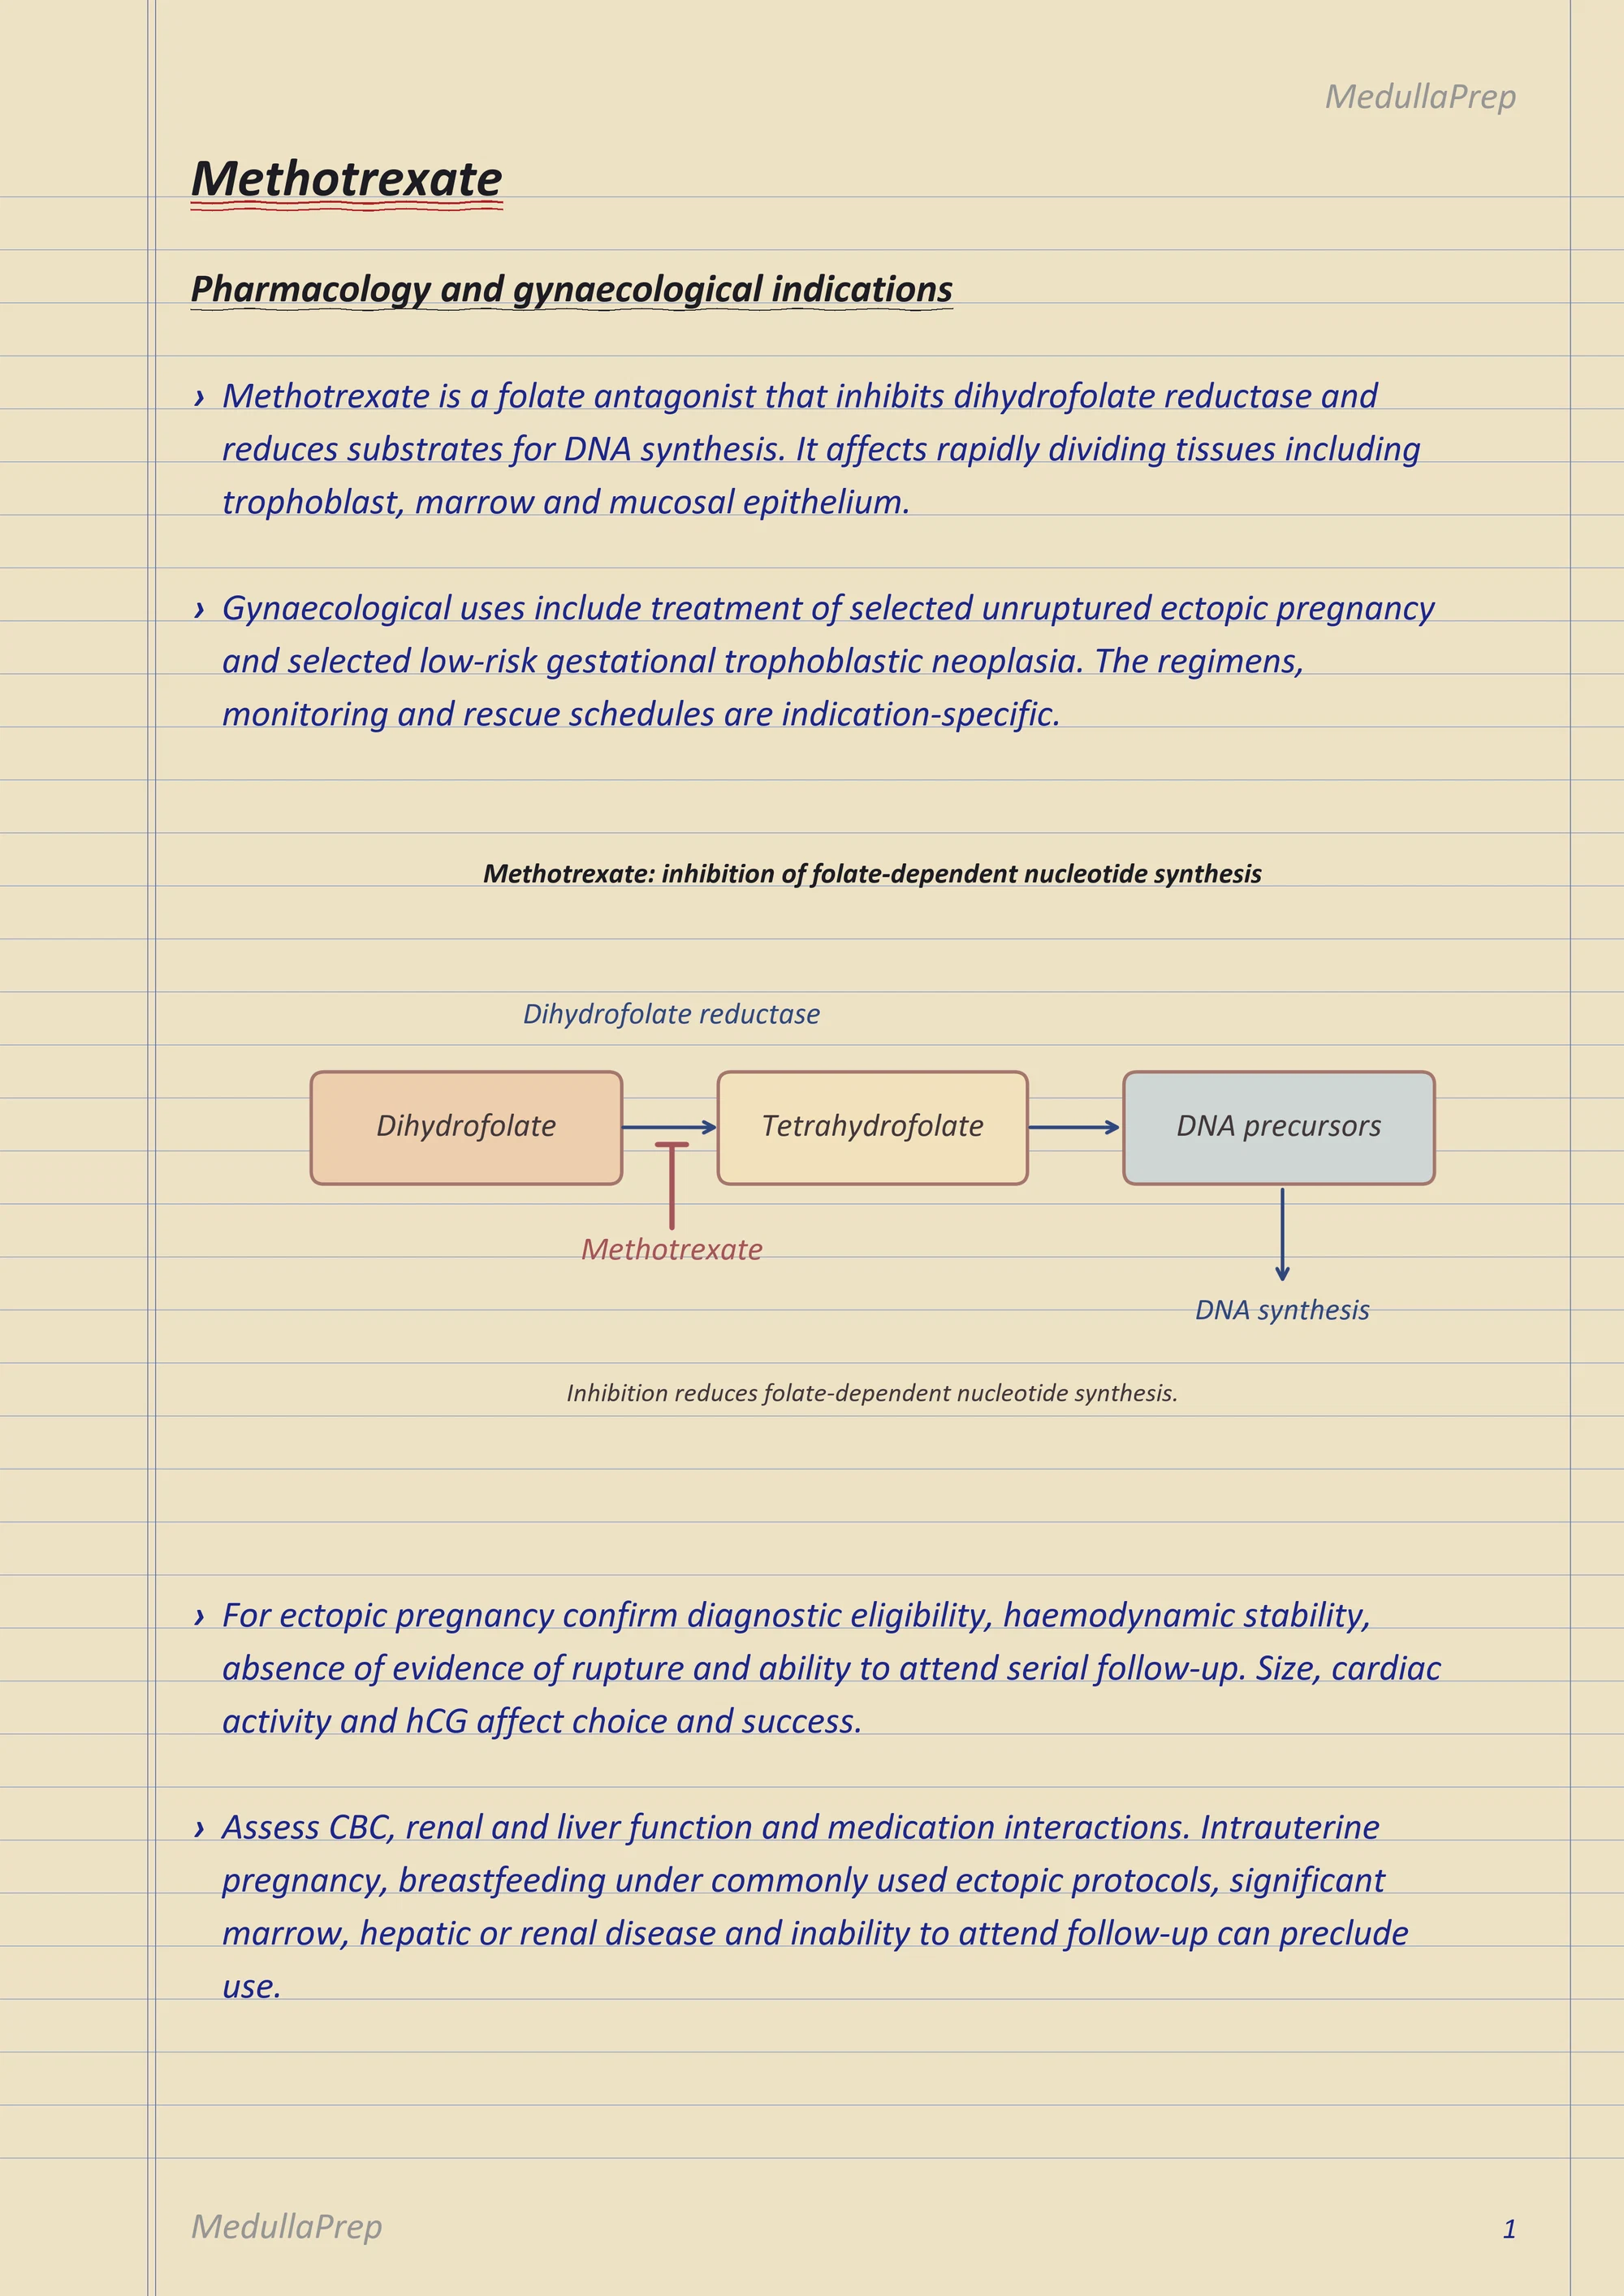 MedullaPrep
Methotrexate
Pharmacology and gynaecological indications
› Methotrexate is a folate antagonist that inhibits dihydrofolate reductase and
reduces substrates for DNA synthesis. It affects rapidly dividing tissues including
trophoblast, marrow and mucosal epithelium.
› Gynaecological uses include treatment of selected unruptured ectopic pregnancy
and selected low-risk gestational trophoblastic neoplasia. The regimens,
monitoring and rescue schedules are indication-specific.
Methotrexate: inhibition of folate-dependent nucleotide synthesis
Dihydrofolate reductase
Dihydrofolate
Tetrahydrofolate
DNA precursors
Methotrexate
DNA synthesis
Inhibition reduces folate-dependent nucleotide synthesis.
› For ectopic pregnancy confirm diagnostic eligibility, haemodynamic stability,
absence of evidence of rupture and ability to attend serial follow-up. Size, cardiac
activity and hCG affect choice and success.
› Assess CBC, renal and liver function and medication interactions. Intrauterine
pregnancy, breastfeeding under commonly used ectopic protocols, significant
marrow, hepatic or renal disease and inability to attend follow-up can preclude
use.
MedullaPrep
1